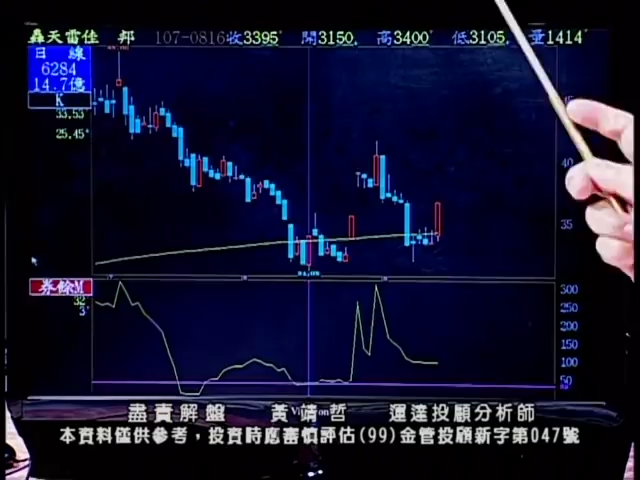 轟天雷佳 邦 107-0816收3395 開3150 高3400 低3105 量1414
日 線
6284
14.7億
K
33.53
25.45
40
35
券餘M
32
3
300
250
200
150
100
50
盡責解盤 黃靖哲 運達投顧分析師
本資料僅供參考，投資時應審慎評估(99)金管投顧新字第047號